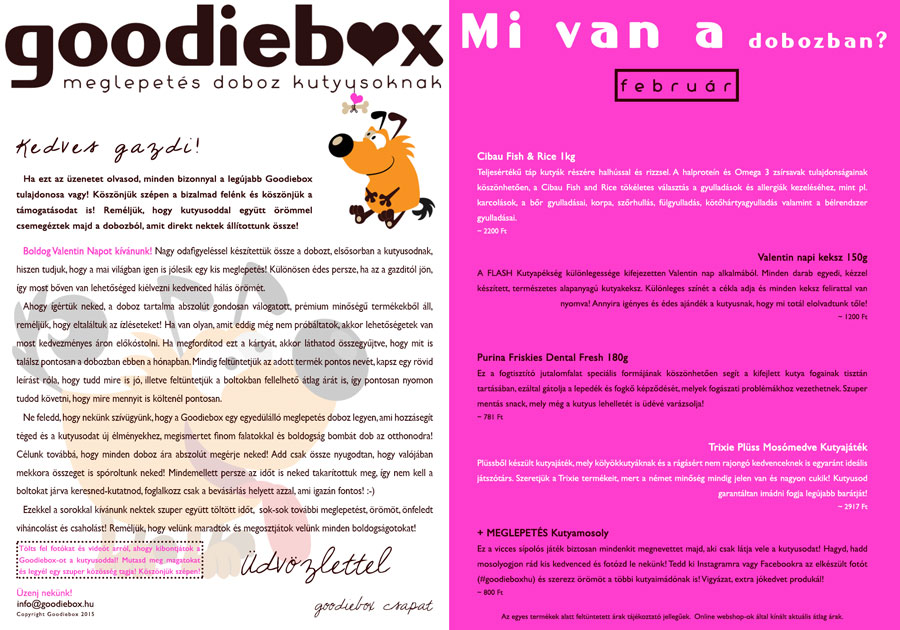 goodiebox
meglepetés doboz kutyusoknak
Kedves gazdi!
Ha ezt az üzenetet olvasod, minden bizonnyal a legújabb Goodiebox
tulajdonosa vagy! Köszönjük szépen a bizalmad felénk és köszönjük a
támogatásodat is! Reméljük, hogy kutyusoddal együtt örömmel
csemegéztek majd a dobozból, amit direkt nektek állítottunk össze!
Boldog Valentin Napot kívánunk! Nagy odafigyeléssel készítettük össze a dobozt, elsősorban a kutyusodnak,
hiszen tudjuk, hogy a mai világban igen is jólesik egy kis meglepetés! Különösen édes persze, ha az a gazditól jön,
így most bőven van lehetőséged kiélvezni kedvenced hálás örömét.
Ahogy ígértük neked, a doboz tartalma abszolút gondosan válogatott, prémium minőségű termékekből áll,
reméljük, hogy eltaláltuk az ízléseteket! Ha van olyan, amit eddig még nem próbáltatok, akkor lehetőségetek van
most kedvezményes áron előkóstolni. Ha megfordítod ezt a kártyát, akkor láthatod összegyűjtve, hogy mit is
találsz pontosan a dobozban ebben a hónapban. Mindig feltüntetjük az adott termék pontos nevét, kapsz egy rövid
leírást róla, hogy tudd mire is jó, illetve feltüntetjük a boltokban fellelhető átlag árát is, így pontosan nyomon
tudod követni, hogy mire mennyit is költenél pontosan.
Ne feledd, hogy nekünk szívügyünk, hogy a Goodiebox egy egyedülálló meglepetés doboz legyen, ami hozzásegít
téged és a kutyusodat új élményekhez, megismertet finom falatokkal és boldogság bombát dob az otthonodra!
Célunk továbbá, hogy minden doboz ára abszolút megérje neked! Add csak össze nyugodtan, hogy valójában
mekkora összeget is spóroltunk neked! Mindemellett persze az időt is neked takarítottuk meg, így nem kell a
boltokat járva keresned-kutatnod, foglalkozz csak a bevásárlás helyett azzal, ami igazán fontos! :-)
Ezekkel a sorokkal kívánunk nektek szuper együtt töltött időt, sok-sok további meglepetést, örömöt, önfeledt
viháncolást és csaholást! Reméljük, hogy velünk maradtok és megosztjátok velünk minden boldogságotokat!
Tölts fel fotókat és videót arról, ahogy kibontjátok a
Goodiebox-ot a kutyusoddal! Mutasd meg magatokat
és legyél egy szuper közösség tagja! Köszönjük szépen!
Üdvözlettel
Üzenj nekünk!
info@goodiebox.hu
goodiebox csapat
Copyright Goodiebox 2015
Mi van a dobozban?
február
Cibau Fish & Rice 1kg
Teljesértékű táp kutyák részére halhússal és rizzsel. A halprotein és Omega 3 zsírsavak tulajdonságainak
köszönhetően, a Cibau Fish and Rice tökéletes választás a gyulladások és allergiák kezeléséhez, mint pl.
karcolások, a bőr gyulladásai, korpa, szőrhullás, fülgyulladás, kötőhártyagyulladás valamint a bélrendszer
gyulladásai.
~ 2200 Ft
Valentin napi keksz 150g
A FLASH Kutyapékség különlegessége kifejezetten Valentin nap alkalmából. Minden darab egyedi, kézzel
készített, természetes alapanyagú kutyakeksz. Különleges színét a cékla adja és minden keksz felirattal van
nyomva! Annyira igényes és édes ajándék a kutyusnak, hogy mi totál elolvadtunk tőle!
~ 1200 Ft
Purina Friskies Dental Fresh 180g
Ez a fogtisztító jutalomfalat speciális formájának köszönhetően segít a kifejlett kutya fogainak tisztán
tartásában, ezáltal gátolja a lepedék és fogkő képződését, melyek fogászati problémákhoz vezethetnek. Szuper
mentás snack, mely még a kutyus lehelletét is üdévé varázsolja!
~ 781 Ft
Trixie Plüss Mosómedve Kutyajáték
Plüssből készült kutyajáték, mely kölyökkutyáknak és a rágásért nem rajongó kedvenceknek is egyaránt ideális
játszótárs. Szeretjük a Trixie termékeit, mert a német minőség mindig jelen van és nagyon cukik! Kutyusod
garantáltan imádni fogja legújabb barátját!
~ 2917 Ft
+ MEGLEPETÉS Kutyamosoly
Ez a vicces sípolós játék biztosan mindenkit megnevettet majd, aki csak látja vele a kutyusodat! Hagyd, hadd
mosolyogjon rád kis kedvenced és fotózd le nekünk! Tedd ki Instagramra vagy Facebookra az elkészült fotót
(#goodieboxhu) és szerezz örömöt a többi kutyaimádónak is! Vigyázat, extra jókedvet produkál!
~ 800 Ft
Az egyes termékek alatt feltüntetett árak tájékoztató jellegűek. Online webshop-ok által kínált aktuális átlag árak.